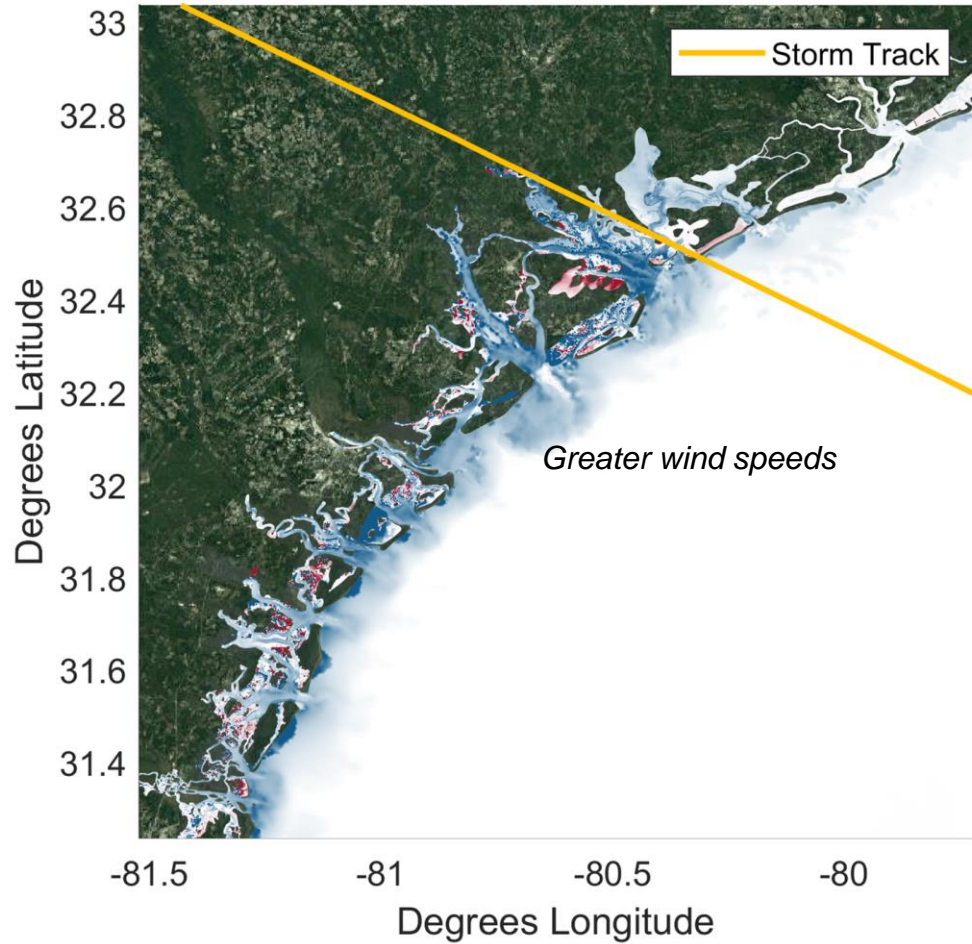 33
Storm Track
32.8
32.6
32.4
32.2
Greater wind speeds
32
31.8
31.6
31.4
Degrees Latitude
-81.5 -81 -80.5 -80
Degrees Longitude